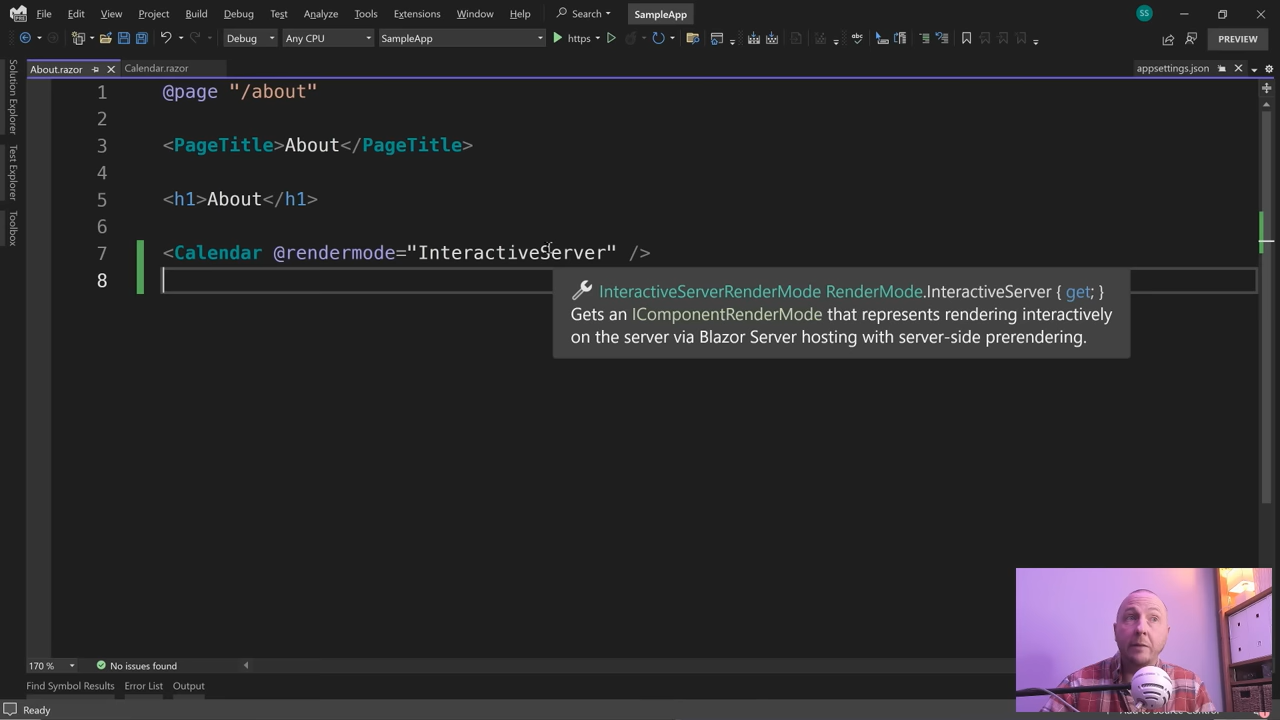 File Edit View Project Build Debug Test Analyze Tools Extensions Window Help Search SampleApp SS
Debug Any CPU SampleApp https PREVIEW
About.razor Calendar.razor appsettings.json
Solution Explorer
Test Explorer
Toolbox
1 @page "/about"
2
3 <PageTitle>About</PageTitle>
4
5 <h1>About</h1>
6
7 <Calendar @rendermode="InteractiveServer" />
8
InteractiveServerRenderMode RenderMode.InteractiveServer { get; }
Gets an IComponentRenderMode that represents rendering interactively
on the server via Blazor Server hosting with server-side prerendering.
170 % No issues found
Find Symbol Results Error List Output
Ready